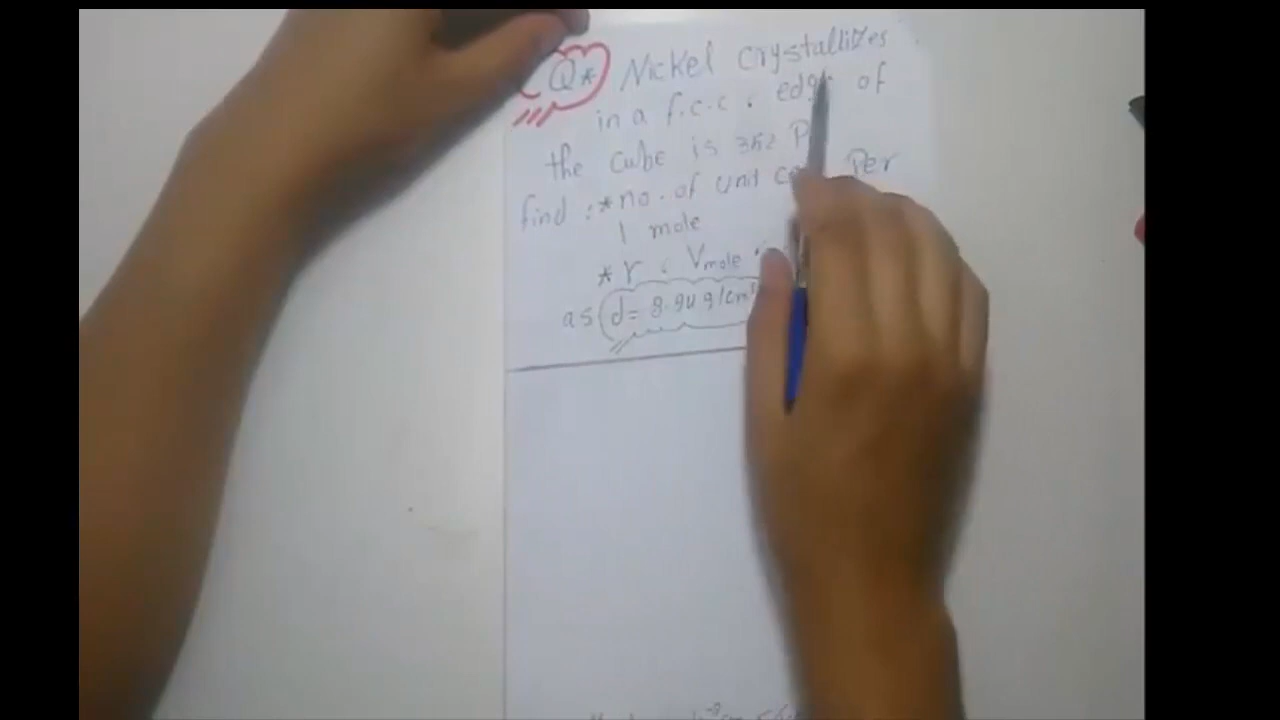 Q* Nickel crystallizes
in a f.c.c. edge of
the cube is 352 P
find :*no. of unit Per
1 mole
*r , Vmole
as d= 8.94 g/cm³